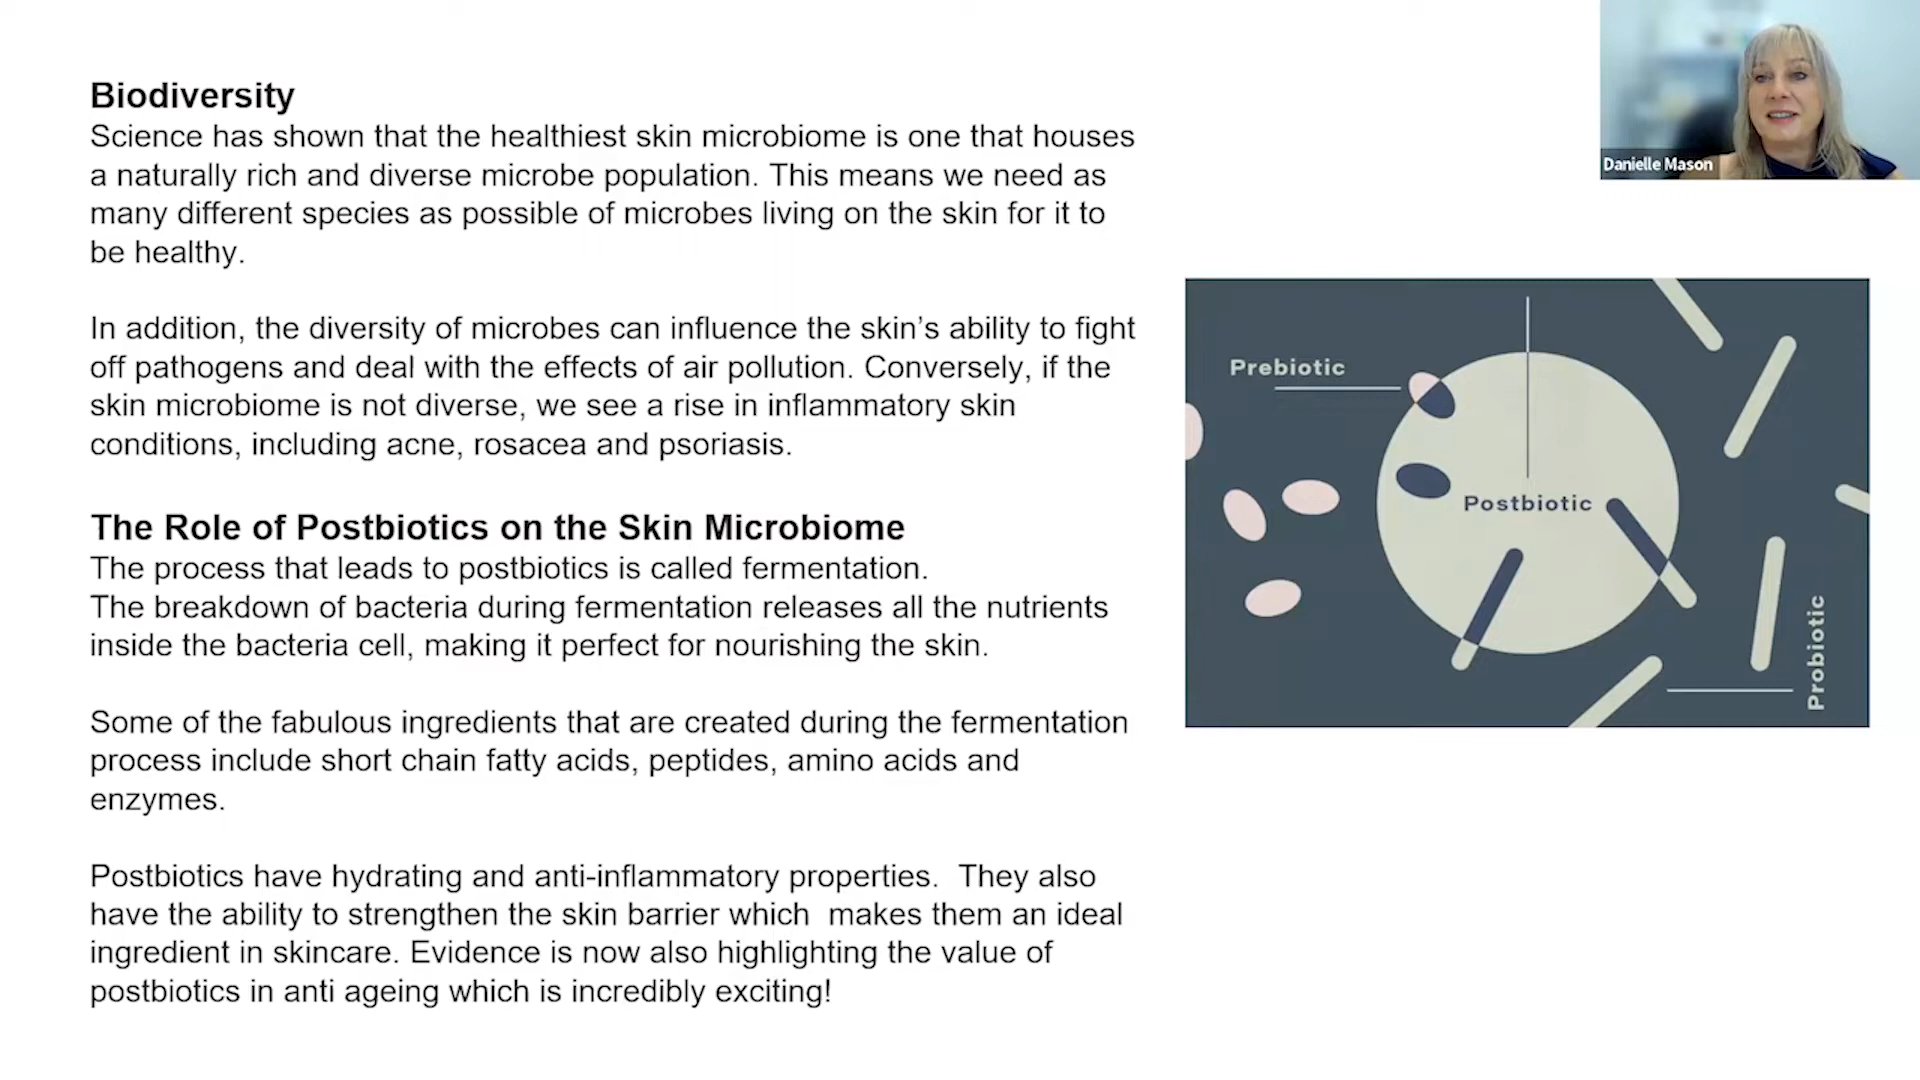 Biodiversity
Science has shown that the healthiest skin microbiome is one that houses
a naturally rich and diverse microbe population. This means we need as
many different species as possible of microbes living on the skin for it to
be healthy.
In addition, the diversity of microbes can influence the skin’s ability to fight
off pathogens and deal with the effects of air pollution. Conversely, if the
skin microbiome is not diverse, we see a rise in inflammatory skin
conditions, including acne, rosacea and psoriasis.
The Role of Postbiotics on the Skin Microbiome
The process that leads to postbiotics is called fermentation.
The breakdown of bacteria during fermentation releases all the nutrients
inside the bacteria cell, making it perfect for nourishing the skin.
Some of the fabulous ingredients that are created during the fermentation
process include short chain fatty acids, peptides, amino acids and
enzymes.
Postbiotics have hydrating and anti-inflammatory properties.  They also
have the ability to strengthen the skin barrier which  makes them an ideal
ingredient in skincare. Evidence is now also highlighting the value of
postbiotics in anti ageing which is incredibly exciting!
Danielle Mason
Prebiotic
Postbiotic
Probiotic